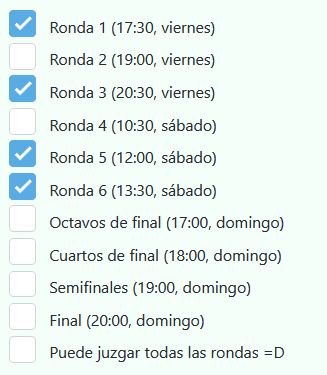 Ronda 1 (17:30, viernes)
Ronda 2 (19:00, viernes)
Ronda 3 (20:30, viernes)
Ronda 4 (10:30, sábado)
Ronda 5 (12:00, sábado)
Ronda 6 (13:30, sábado)
Octavos de final (17:00, domingo)
Cuartos de final (18:00, domingo)
Semifinales (19:00, domingo)
Final (20:00, domingo)
Puede juzgar todas las rondas =D